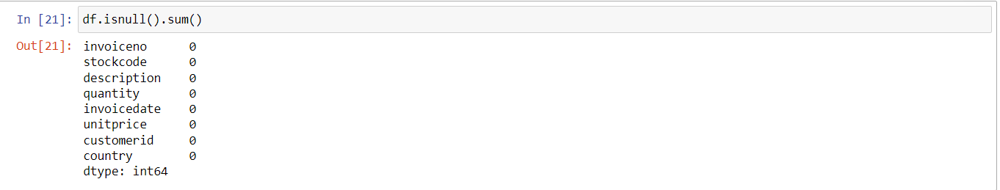 In [21]: df.isnull().sum()
Out[21]: invoiceno      0
stockcode      0
description    0
quantity       0
invoicedate    0
unitprice      0
customerid     0
country        0
dtype: int64